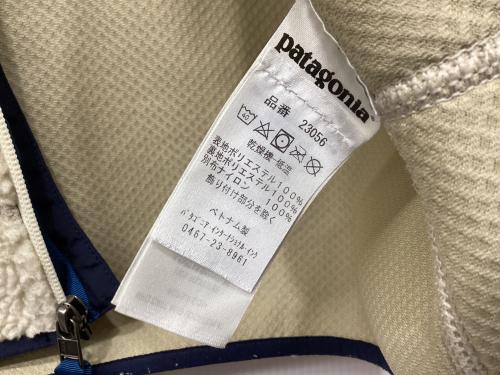 patagonia
品番 23056
40
乾燥機-低温
表地ポリエステル100%
裏地ポリエステル100%
別布ナイロン 100%
飾り付け部分を除く
ベトナム製
パタゴニア・インターナショナル・インク
0467-23-8961